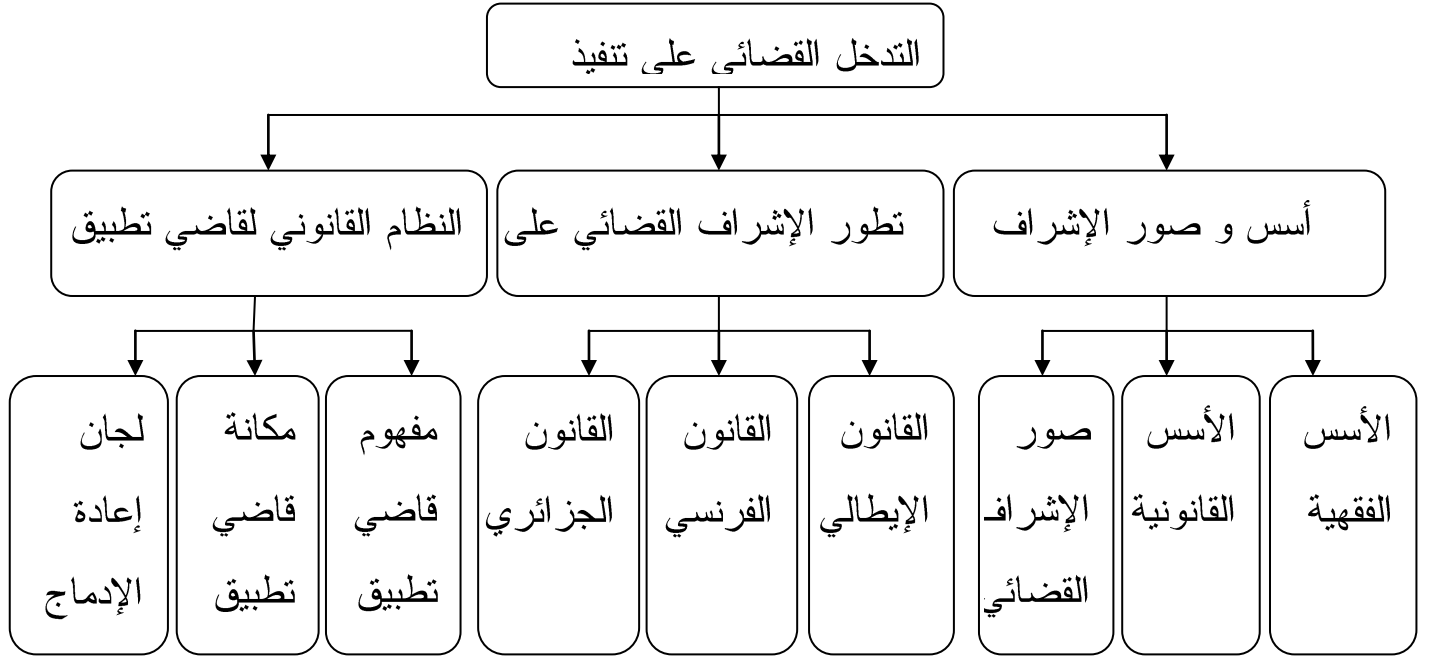 التدخل القضائي على تنفيذ
أسس و صور الإشراف
تطور الإشراف القضائي على
النظام القانوني لقاضي تطبيق
الأسس
الفقهية
الأسس
القانونية
صور
الإشراف
القضائي
القانون
الإيطالي
القانون
الفرنسي
القانون
الجزائري
مفهوم
قاضي
تطبيق
مكانة
قاضي
تطبيق
لجان
إعادة
الإدماج